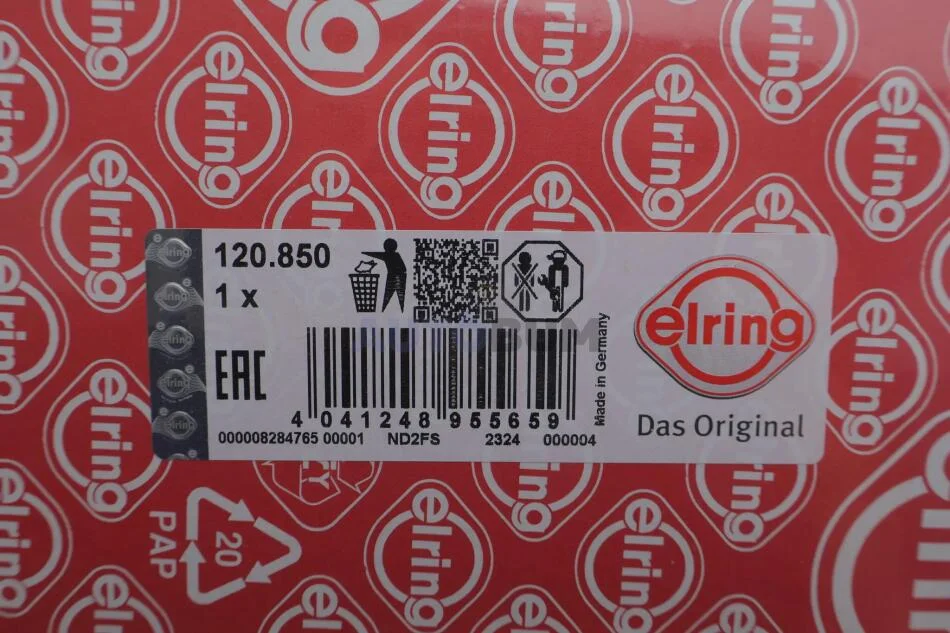 120.850
1 x
EAC
4 041248 955659
000008284765 00001 ND2FS 2324 000004
Made in Germany
elring
Das Original
20
PAP